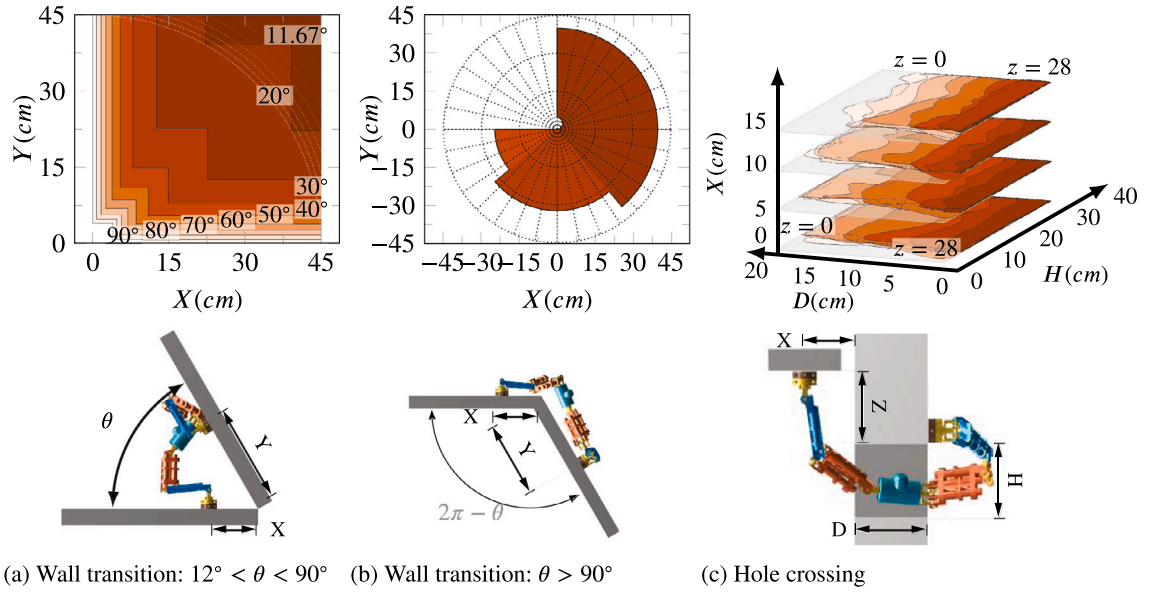 45
30
15
0
Y(cm)
0
15
30
45
X(cm)
11.67°
20°
30°
40°
50°
60°
70°
80°
90°
45
30
15
0
−15
−30
−45
Y(cm)
−45
−30
−15
0
15
30
45
X(cm)
z = 0
z = 28
15
10
5
0
X(cm)
z = 0
z = 28
20
15
10
5
0
D(cm)
0
10
20
30
40
H(cm)
θ
Y
X
X
Y
2π − θ
X
Z
H
D
(a) Wall transition: 12° < θ < 90°
(b) Wall transition: θ > 90°
(c) Hole crossing